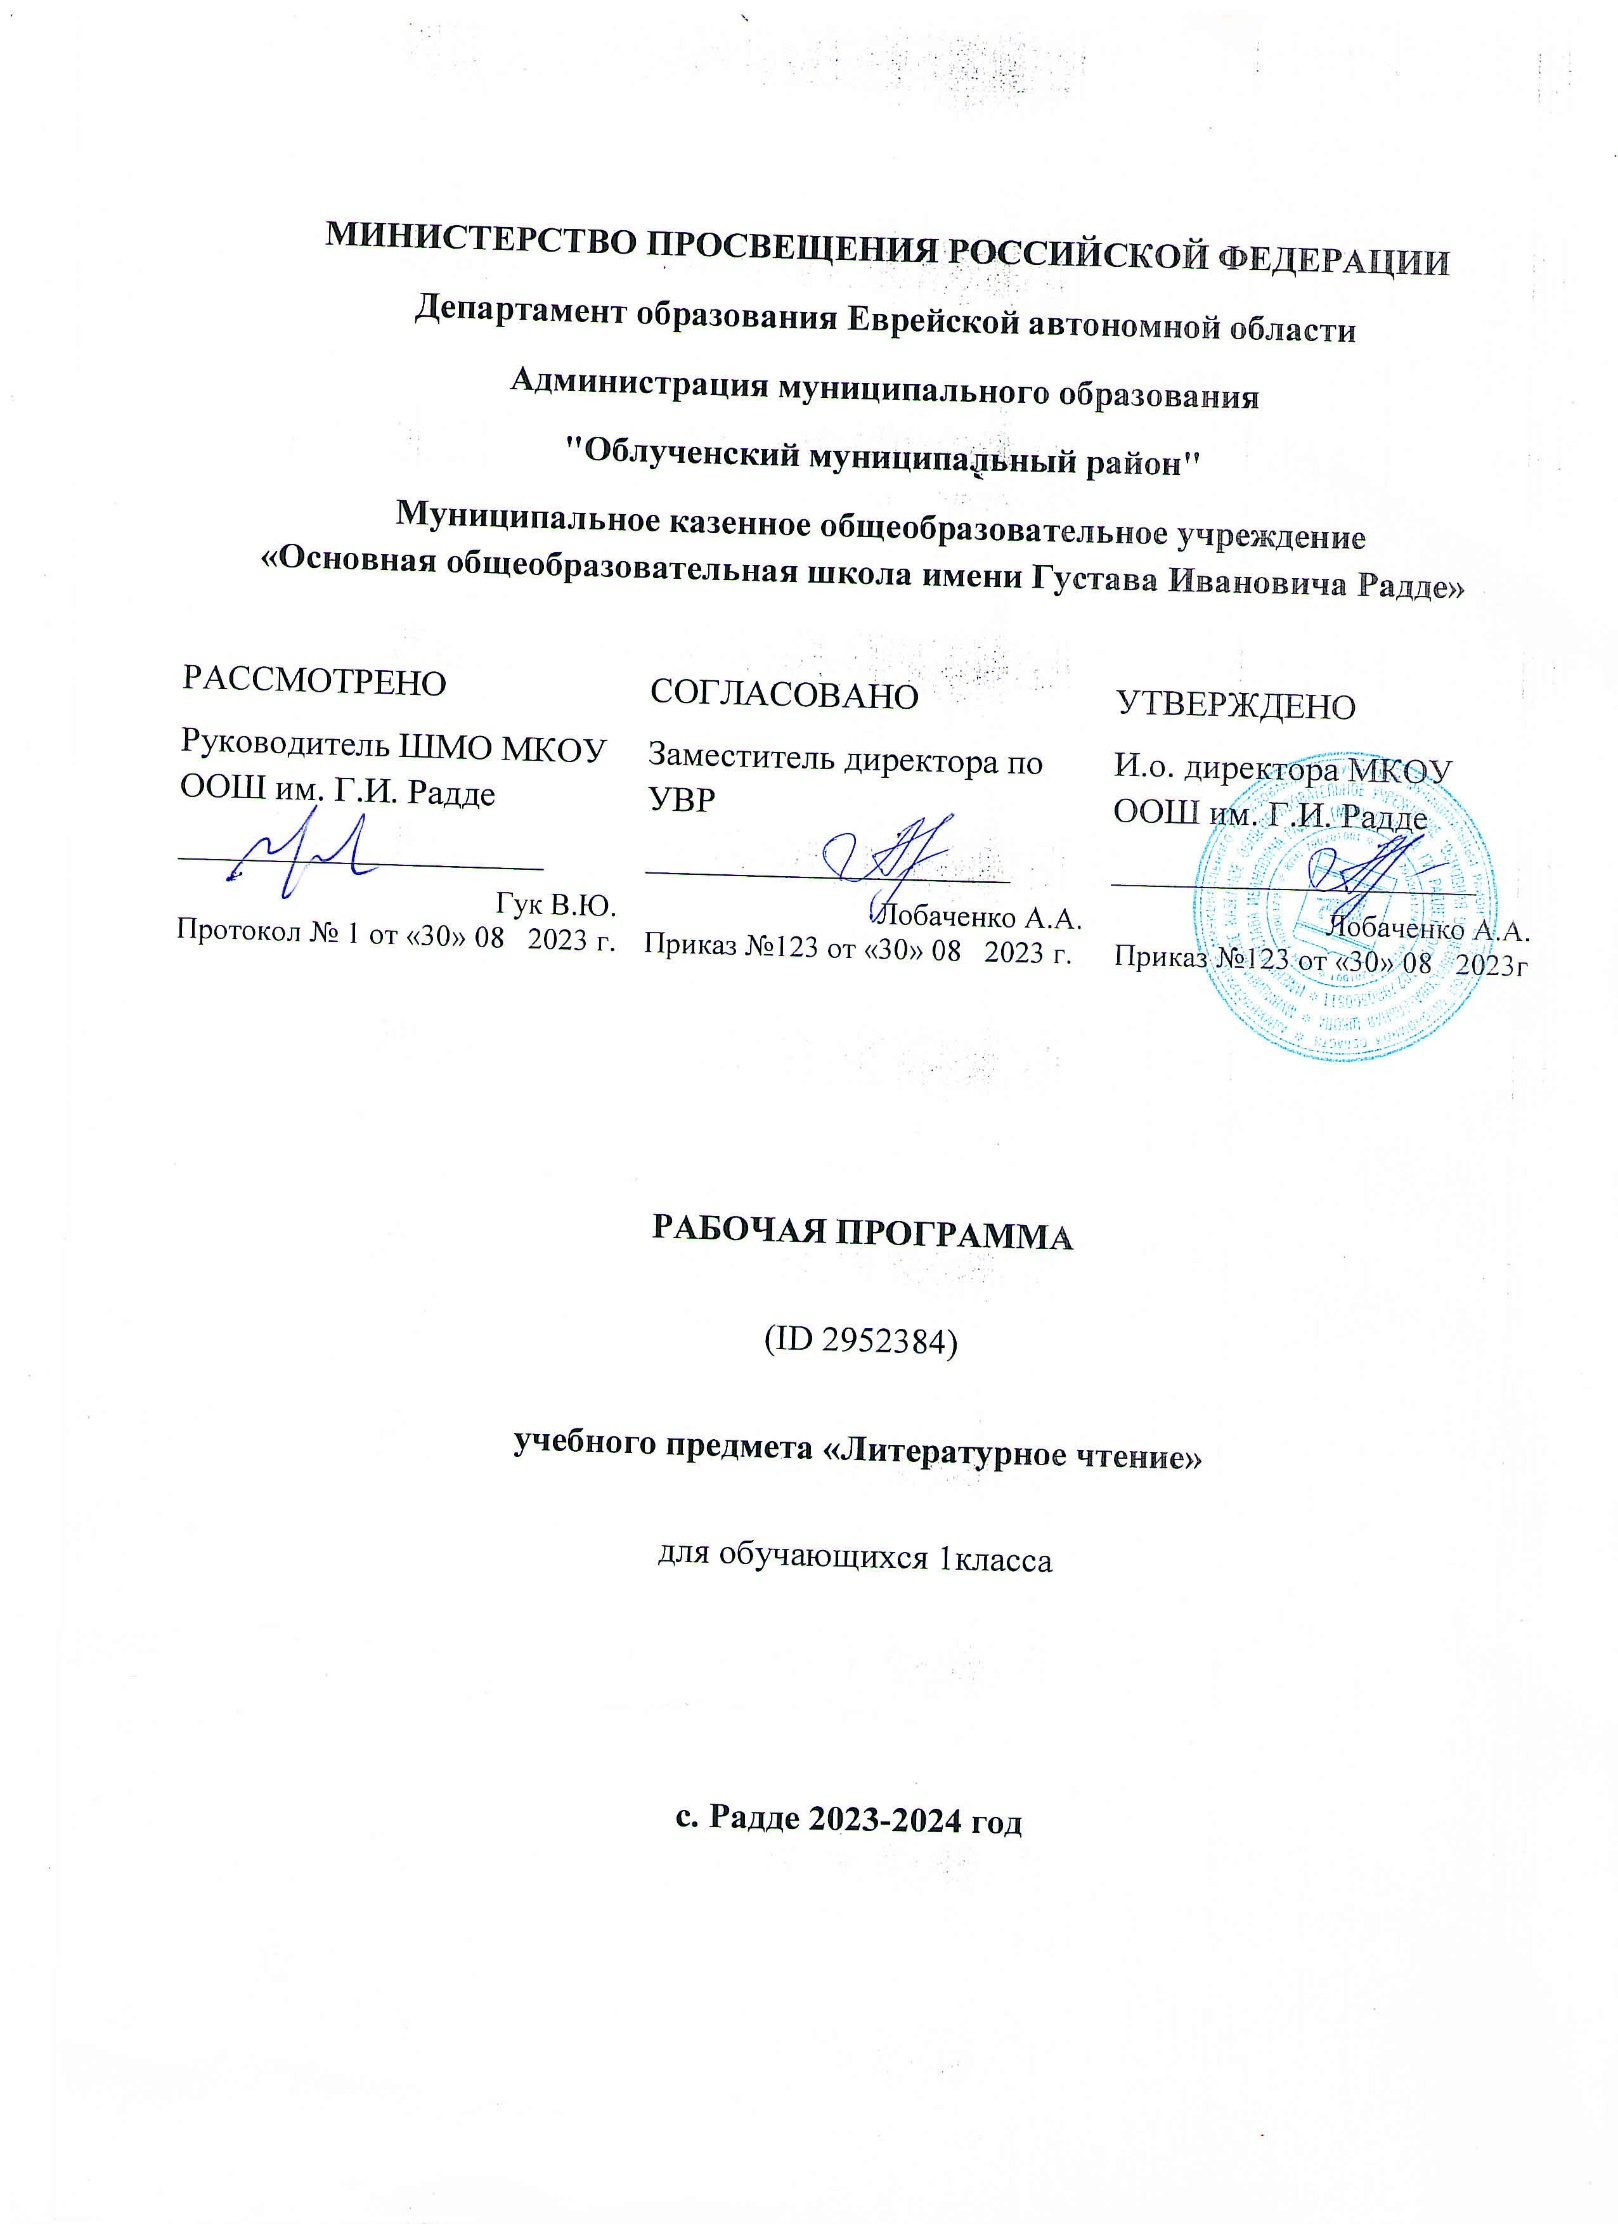 МИНИСТЕРСТВО ПРОСВЕЩЕНИЯ РОССИЙСКОЙ ФЕДЕРАЦИИ
Департамент образования Еврейской автономной области
Администрация муниципального образования
"Облученский муниципальный район"
Муниципальное казенное общеобразовательное учреждение
«Основная общеобразовательная школа имени Густава Ивановича Радде»
РАССМОТРЕНО
Руководитель ШМО МКОУ
ООШ им. Г.И. Радде
Гук В.Ю.
Протокол № 1 от «30» 08 2023 г.
СОГЛАСОВАНО
Заместитель директора по
УВР
Лобаченко А.А.
Приказ №123 от «30» 08 2023 г.
УТВЕРЖДЕНО
И.о. директора МКОУ
ООШ им. Г.И. Радде
Лобаченко А.А.
Приказ №123 от «30» 08 2023г
РАБОЧАЯ ПРОГРАММА
(ID 2952384)
учебного предмета «Литературное чтение»
для обучающихся 1класса
с. Радде 2023-2024 год